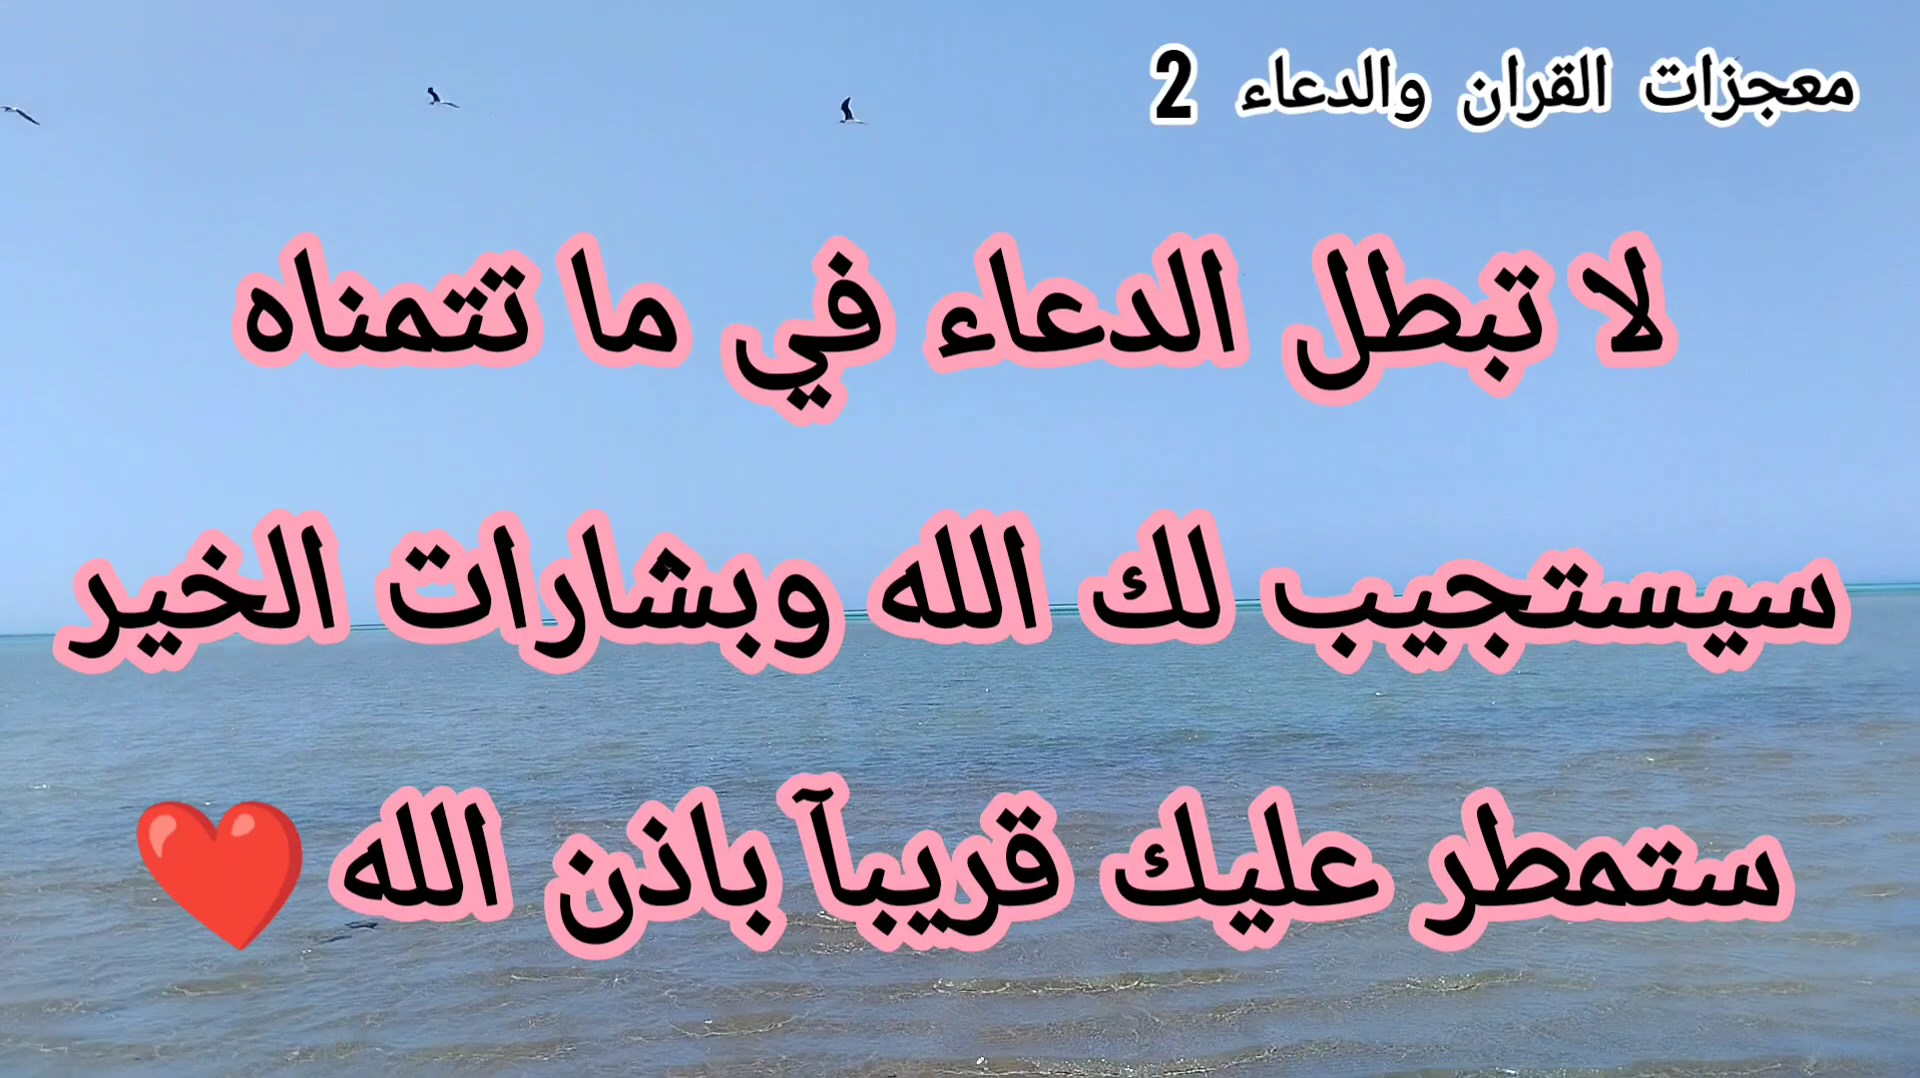 معجزات القران والدعاء 2
لا تبطل الدعاء في ما تتمناه
سيستجيب لك الله وبشارات الخير
ستمطر عليك قريبآ باذن الله ❤️